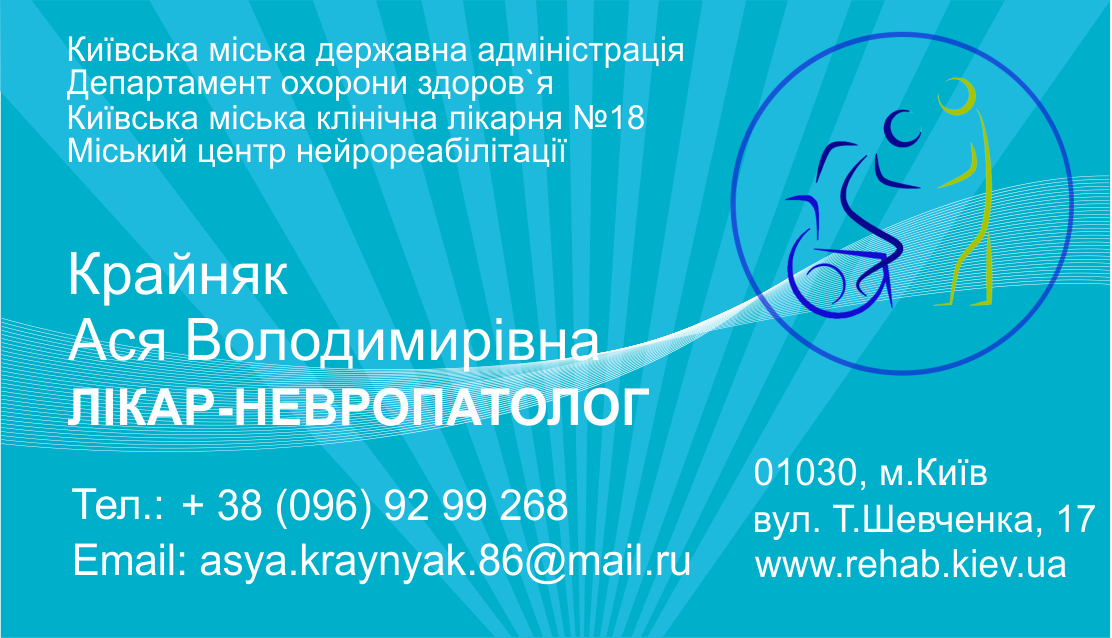 Київська міська державна адміністрація
Департамент охорони здоров`я
Київська міська клінічна лікарня №18
Міський центр нейрореабілітації
Крайняк
Ася Володимирівна
ЛІКАР-НЕВРОПАТОЛОГ
Тел.: + 38 (096) 92 99 268
Email: asya.kraynyak.86@mail.ru
01030, м.Київ
вул. Т.Шевченка, 17
www.rehab.kiev.ua